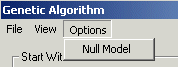 Genetic Algorithm
File View Options
Null Model
Start Wit